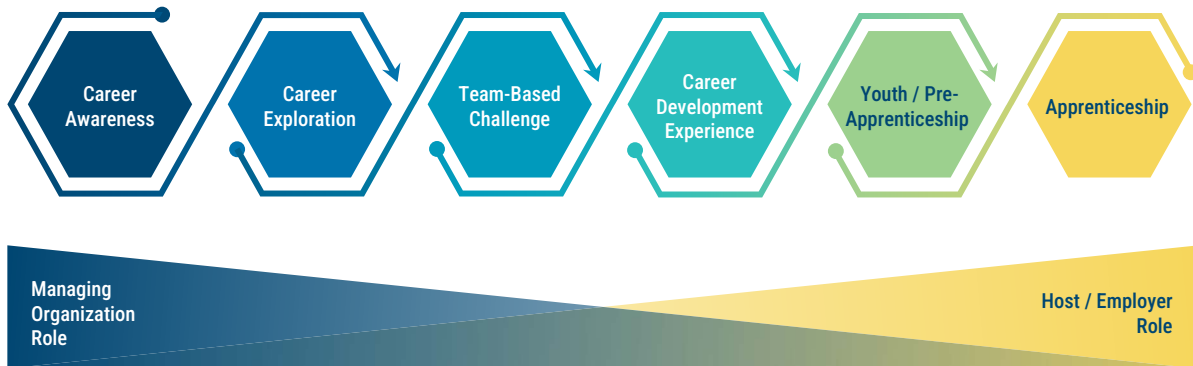 Career
Awareness
Career
Exploration
Team-Based
Challenge
Career
Development
Experience
Youth / Pre-
Apprenticeship
Apprenticeship
Managing
Organization
Role
Host / Employer
Role